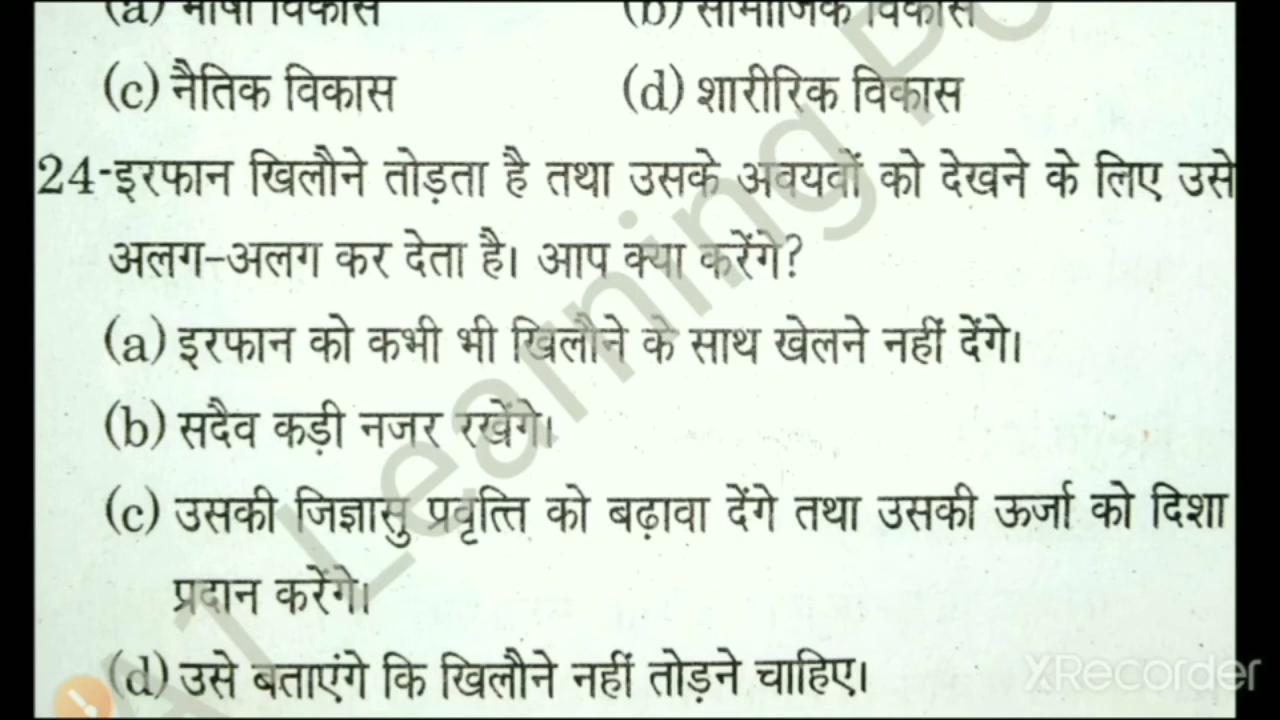 (a) भाषा विकास (b) सामाजिक विकास
(c) नैतिक विकास (d) शारीरिक विकास
24-इरफान खिलौने तोड़ता है तथा उसके अवयवों को देखने के लिए उसे
अलग-अलग कर देता है। आप क्या करेंगे?
(a) इरफान को कभी भी खिलौने के साथ खेलने नहीं देंगे।
(b) सदैव कड़ी नजर रखेंगे।
(c) उसकी जिज्ञासु प्रवृत्ति को बढ़ावा देंगे तथा उसकी ऊर्जा को दिशा
प्रदान करेंगे।
(d) उसे बताएंगे कि खिलौने नहीं तोड़ने चाहिए।
Learning
XRecorder